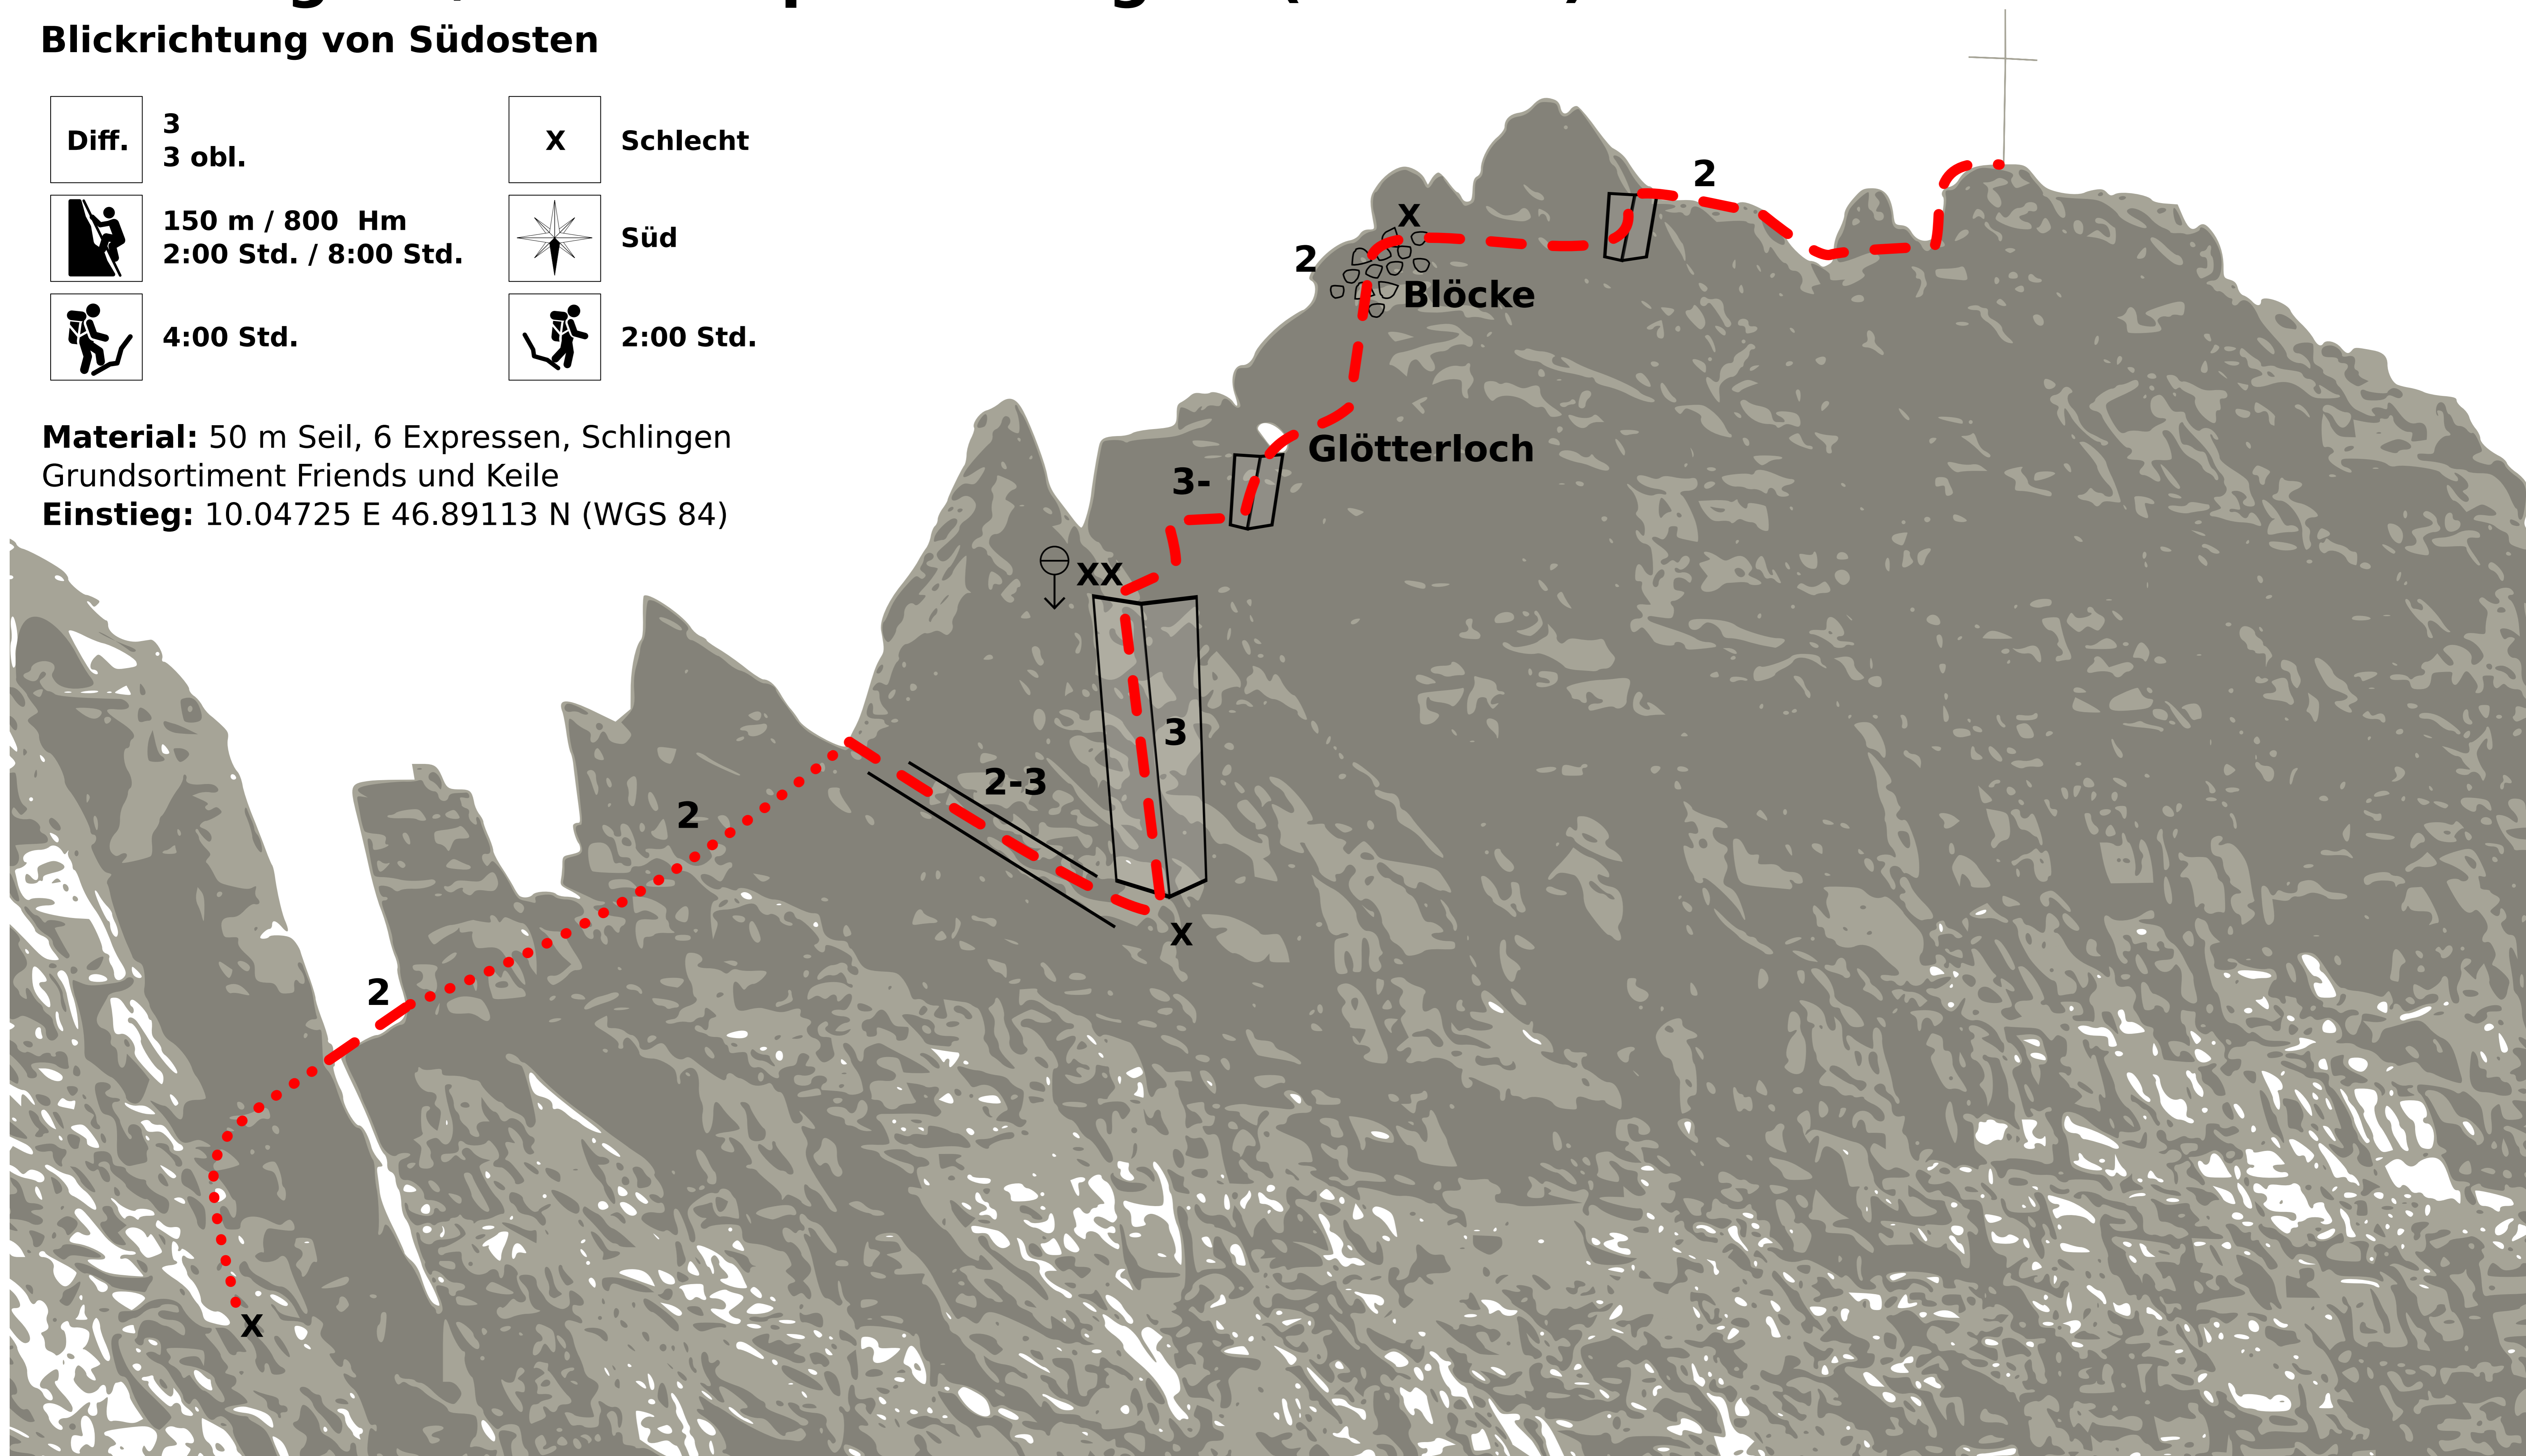 Blickrichtung von Südosten
Diff.
3
3 obl.
X
Schlecht
150 m / 800 Hm
2:00 Std. / 8:00 Std.
Süd
4:00 Std.
2:00 Std.
Material: 50 m Seil, 6 Expressen, Schlingen
Grundsortiment Friends und Keile
Einstieg: 10.04725 E 46.89113 N (WGS 84)
2
X
2
Blöcke
Glötterloch
3-
XX
3
2-3
2
X
2
X